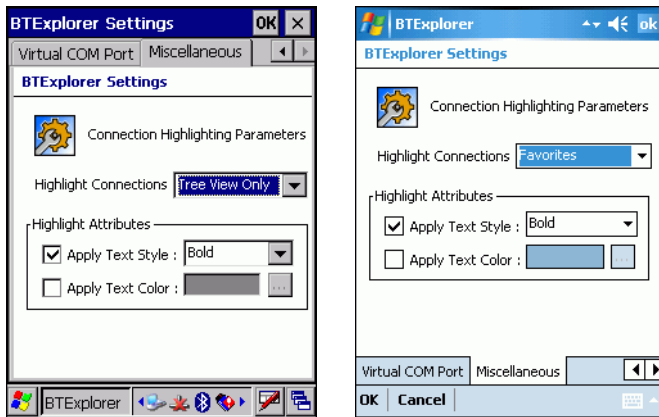 BTExplorer Settings OK
Virtual COM Port Miscellaneous
BTExplorer Settings
Connection Highlighting Parameters
Highlight Connections Tree View Only
Highlight Attributes
Apply Text Style : Bold
Apply Text Color : ...
BTExplorer
BTExplorer ok
BTExplorer Settings
Connection Highlighting Parameters
Highlight Connections Favorites
Highlight Attributes
Apply Text Style : Bold
Apply Text Color : ...
Virtual COM Port Miscellaneous
OK Cancel